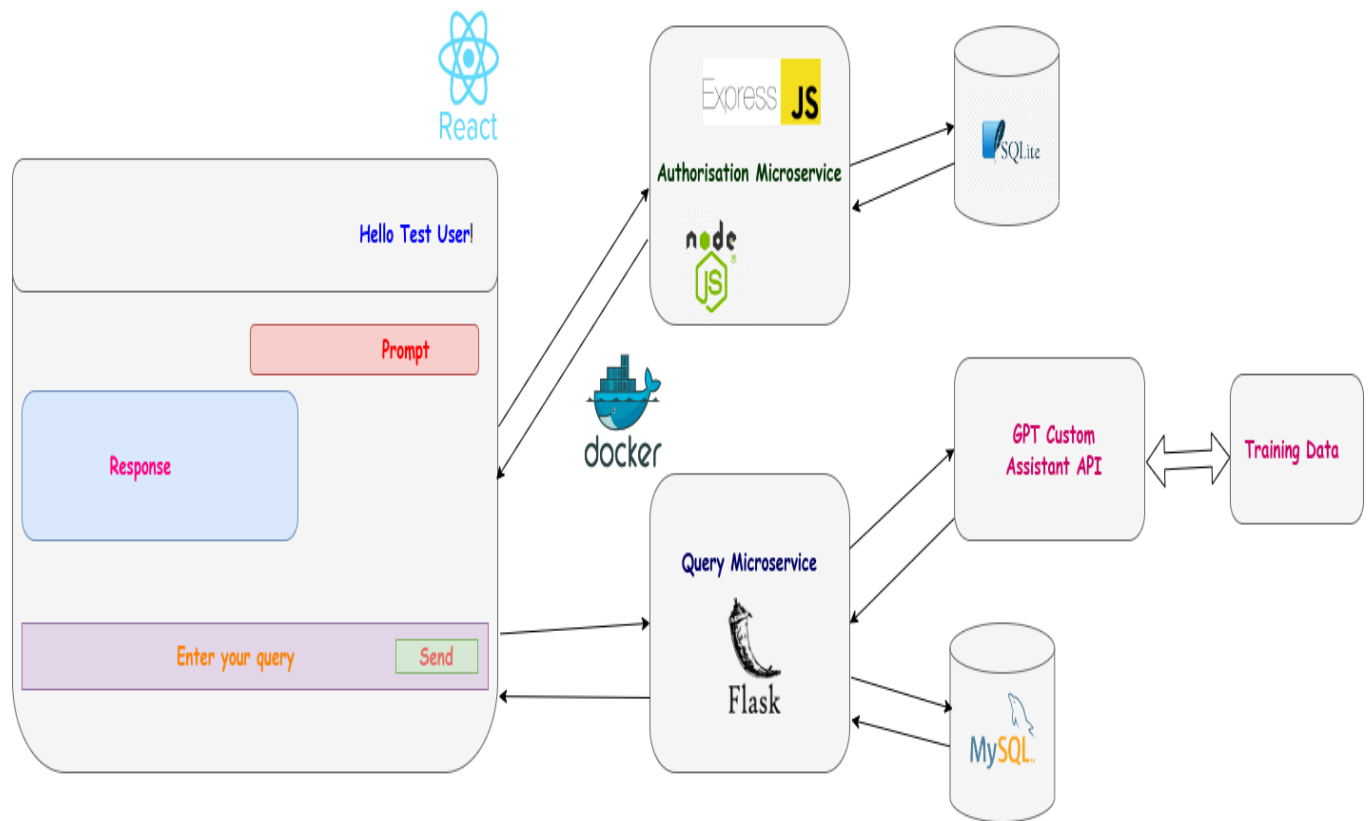 React
Hello Test User!
Prompt
Response
Enter your query
Send
Express JS
Authorisation Microservice
node
JS
®
docker
Query Microservice
Flask
SQLite
GPT Custom
Assistant API
Training Data
MySQL